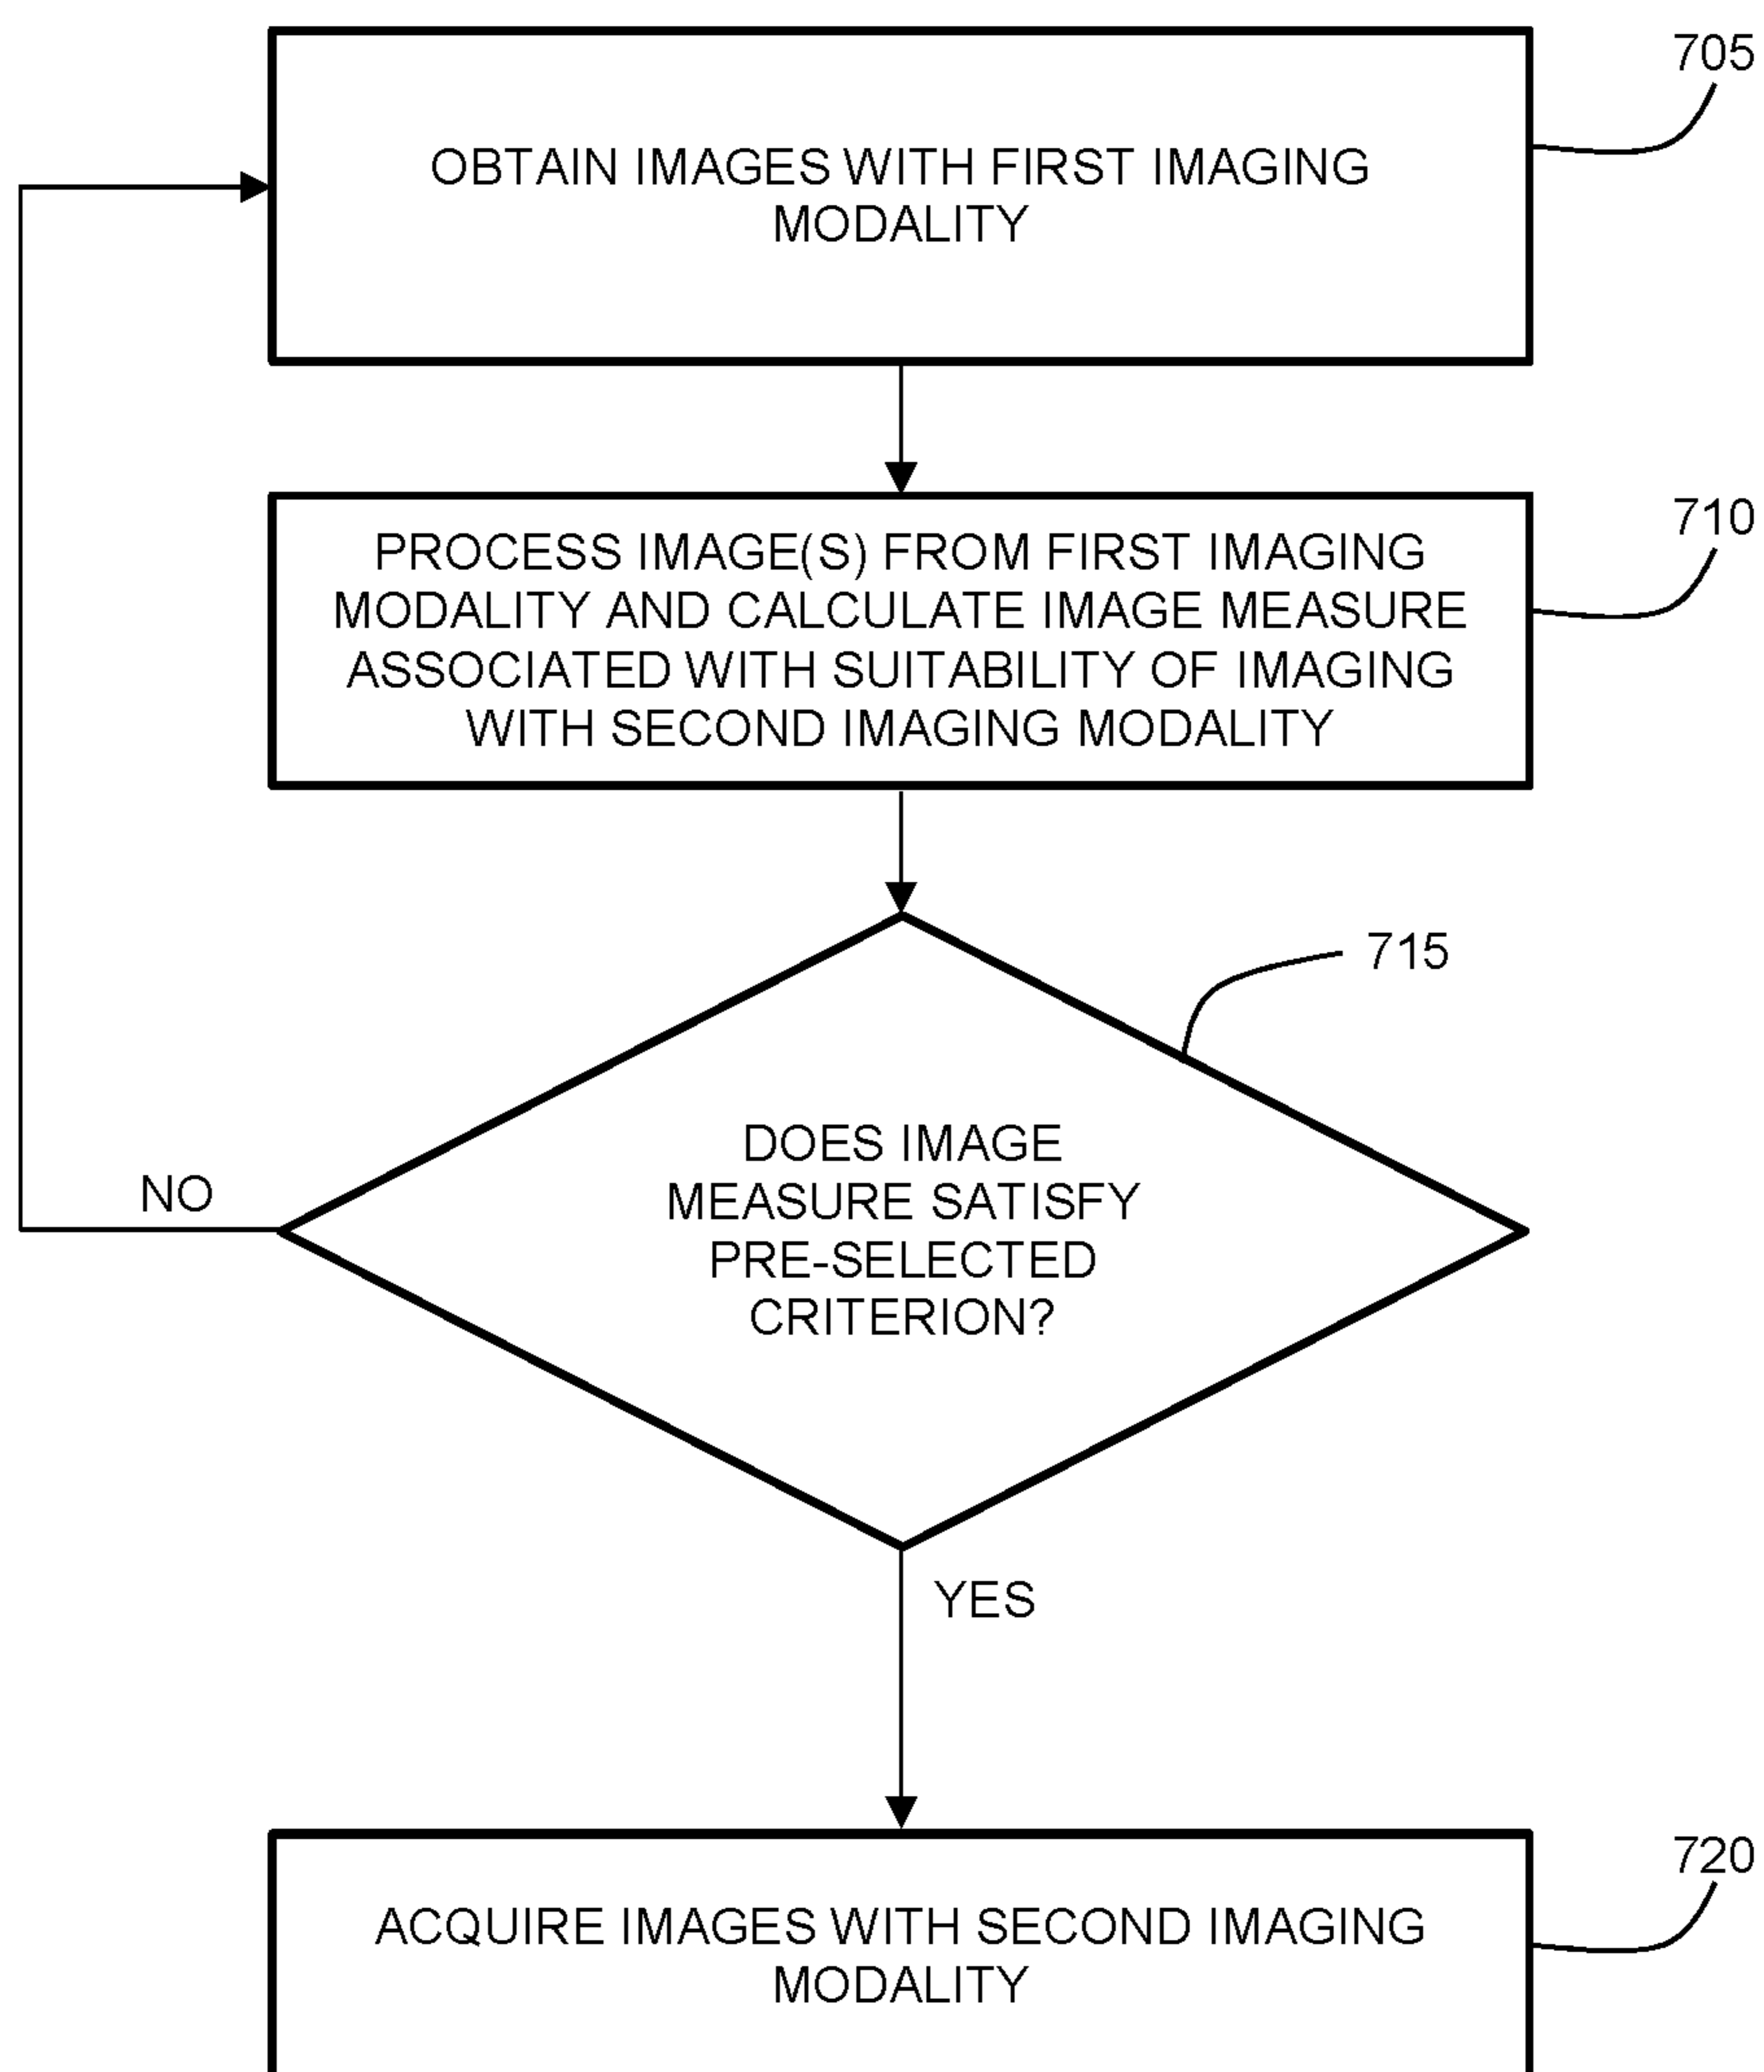 705
OBTAIN IMAGES WITH FIRST IMAGING
MODALITY
710
PROCESS IMAGE(S) FROM FIRST IMAGING
MODALITY AND CALCULATE IMAGE MEASURE
ASSOCIATED WITH SUITABILITY OF IMAGING
WITH SECOND IMAGING MODALITY
715
DOES IMAGE
MEASURE SATISFY
PRE-SELECTED
CRITERION?
NO
YES
720
ACQUIRE IMAGES WITH SECOND IMAGING
MODALITY